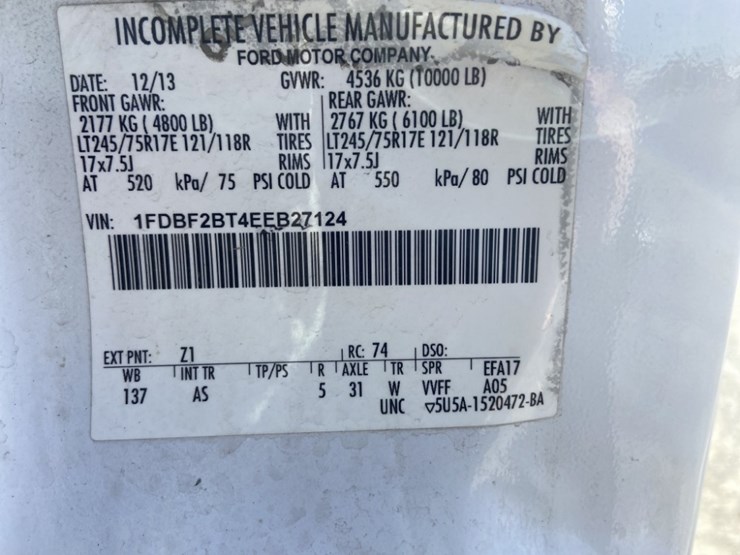 INCOMPLETE VEHICLE MANUFACTURED BY
FORD MOTOR COMPANY.
DATE: 12/13 GVWR: 4536 KG (10000 LB)
FRONT GAWR: REAR GAWR:
2177 KG ( 4800 LB) WITH 2767 KG ( 6100 LB) WITH
LT245/75R17E 121/118R TIRES LT245/75R17E 121/118R TIRES
17x7.5J RIMS 17x7.5J RIMS
AT 520 kPa/ 75 PSI COLD AT 550 kPa/ 80 PSI COLD
VIN: 1FDBF2BT4EEB27124
EXT PNT: Z1 RC: 74 DSO:
WB INT TR TP/PS R AXLE TR SPR EFA17
137 AS 5 31 W VVFF A05
UNC ▽5U5A-1520472-BA